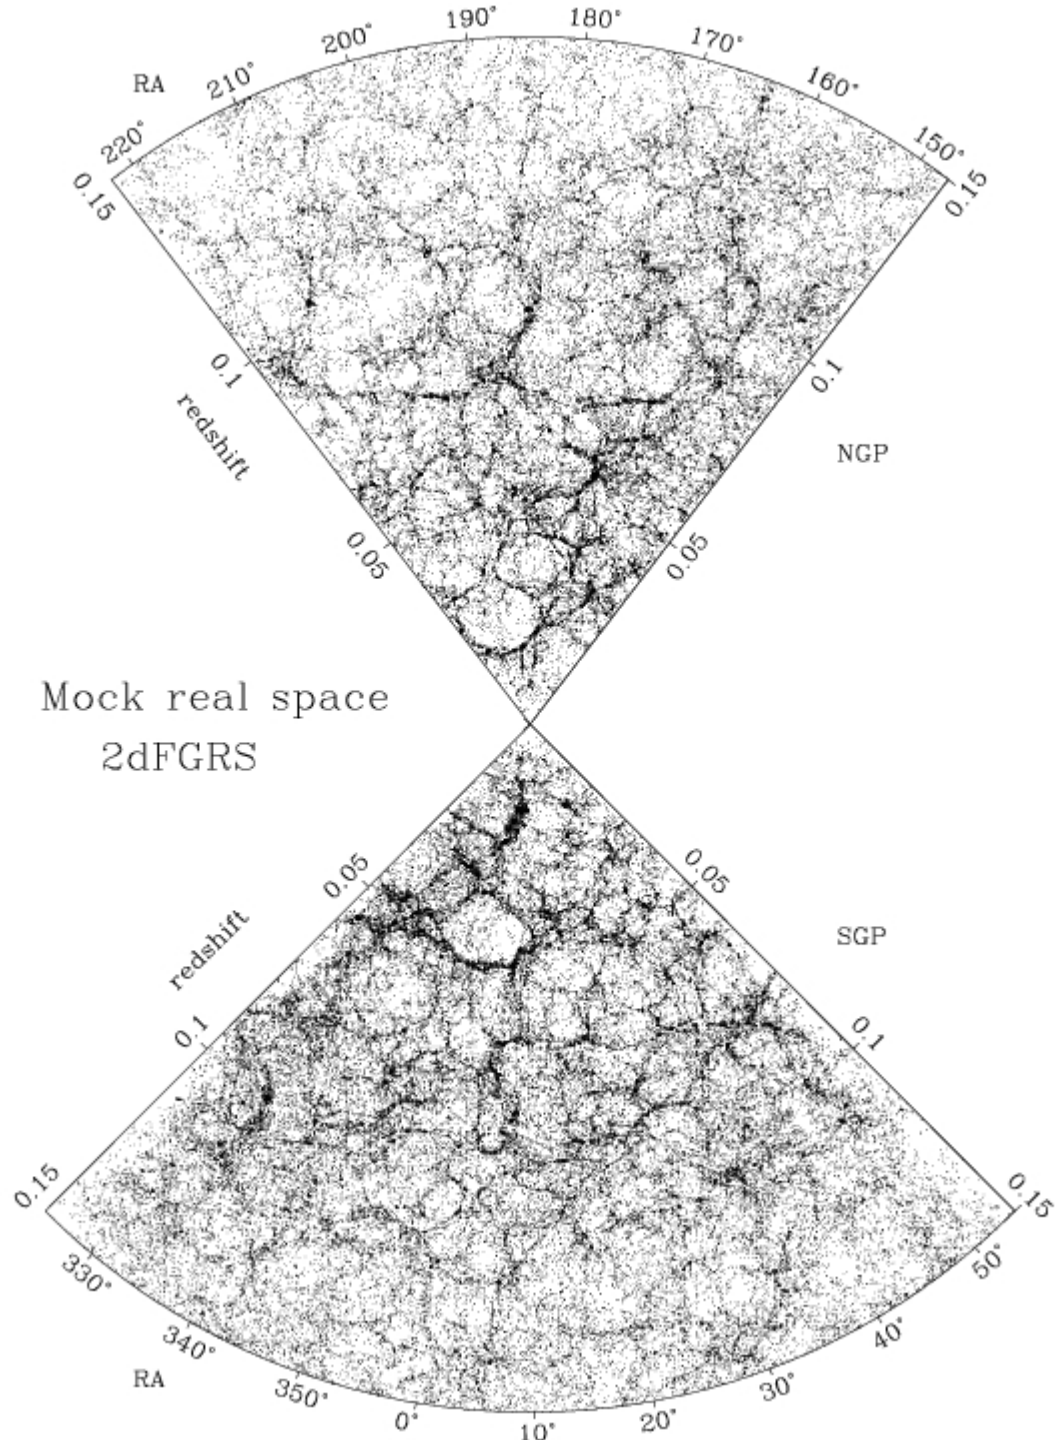 190° 180°
200° 170°
RA 210° 160°
220° 150°
0.15 0.15
0.1 0.1
redshift NGP
0.05 0.05
Mock real space
2dFGRS
0.05 0.05
redshift SGP
0.1 0.1
0.15 0.15
330° 50°
340° 40°
RA 350° 30°
0° 10° 20°